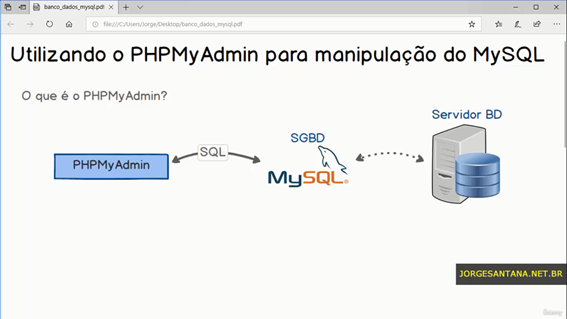 banco_dados_mysql.pdf
file:///C:/Users/Jorge/Desktop/banco_dados_mysql.pdf
Utilizando o PHPMyAdmin para manipulação do MySQL
O que é o PHPMyAdmin?
Servidor BD
SGBD
SQL
PHPMyAdmin
MySQL
JORGESANTANA.NET.BR
Udemy